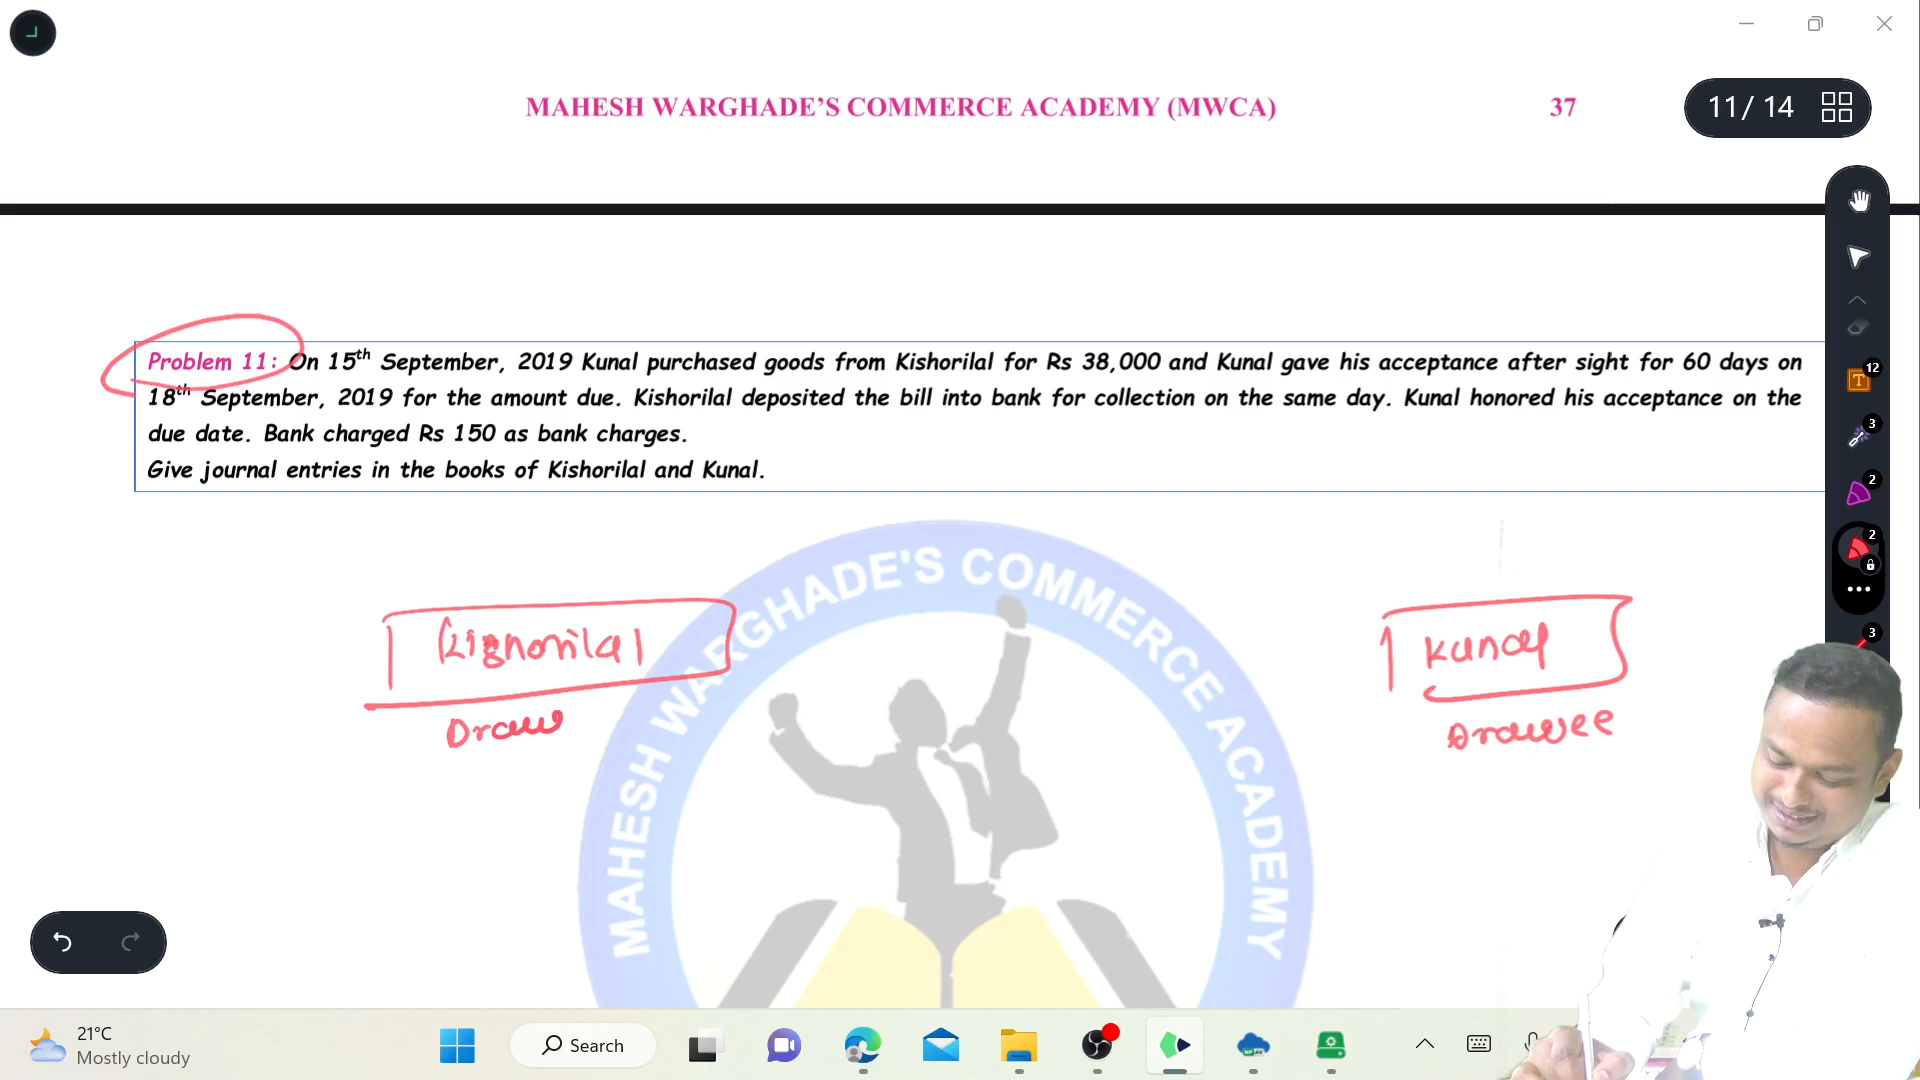 MAHESH WARGHADE’S COMMERCE ACADEMY (MWCA) 37
11/ 14
Problem 11: On 15th September, 2019 Kunal purchased goods from Kishorilal for Rs 38,000 and Kunal gave his acceptance after sight for 60 days on
18th September, 2019 for the amount due. Kishorilal deposited the bill into bank for collection on the same day. Kunal honored his acceptance on the
due date. Bank charged Rs 150 as bank charges.
Give journal entries in the books of Kishorilal and Kunal.
12
3
2
2
3
MAHESH WARGHADE'S COMMERCE ACADEMY
Kishorilal
Kunal
Drawee
21°C
Mostly cloudy
Search